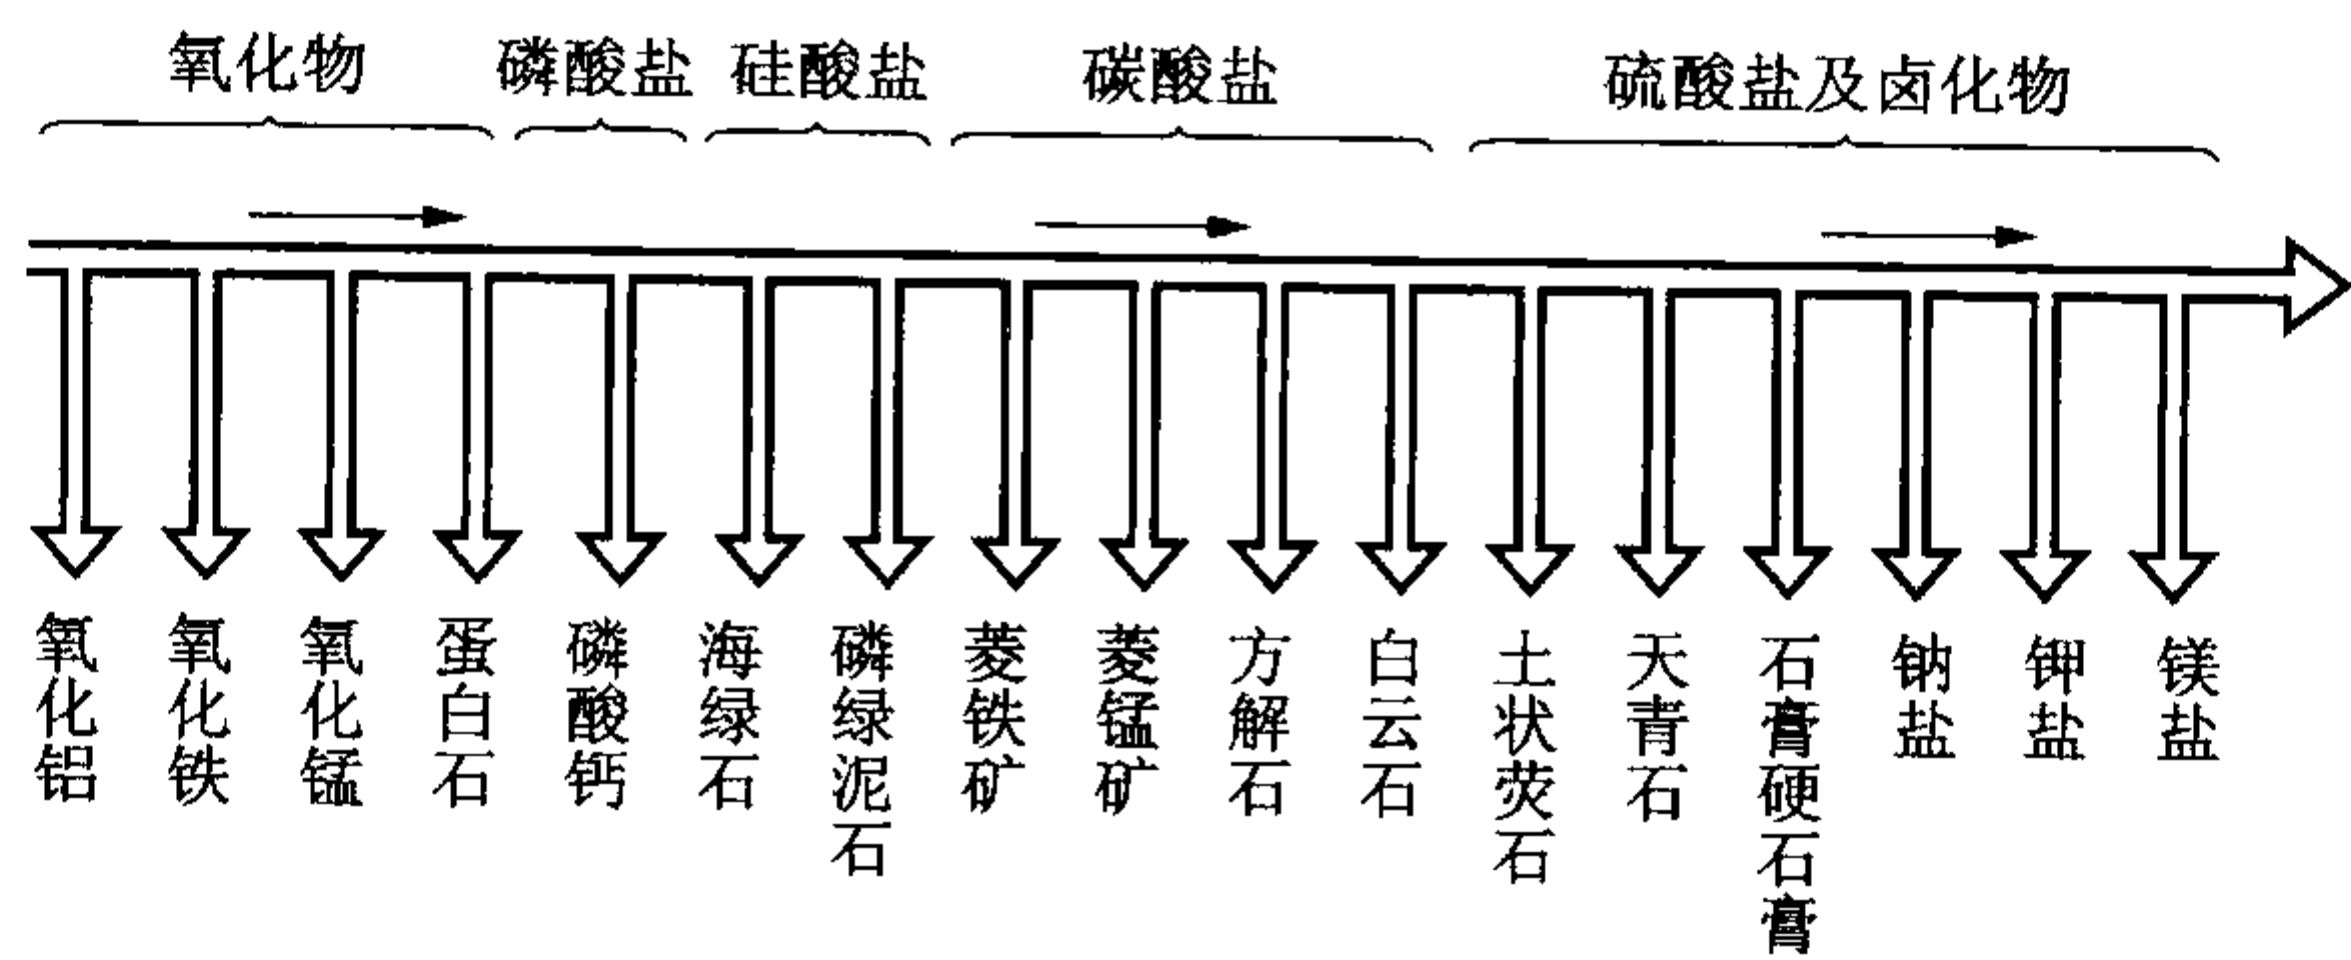 氧化物
磷酸盐
硅酸盐
碳酸盐
硫酸盐及卤化物
氧化铝
氧化铁
氧化锰
蛋白石
磷酸钙
海绿石
磷绿泥石
菱铁矿
菱锰矿
方解石
白云石
土状荧石
天青石
石膏硬石膏
钠盐
钾盐
镁盐